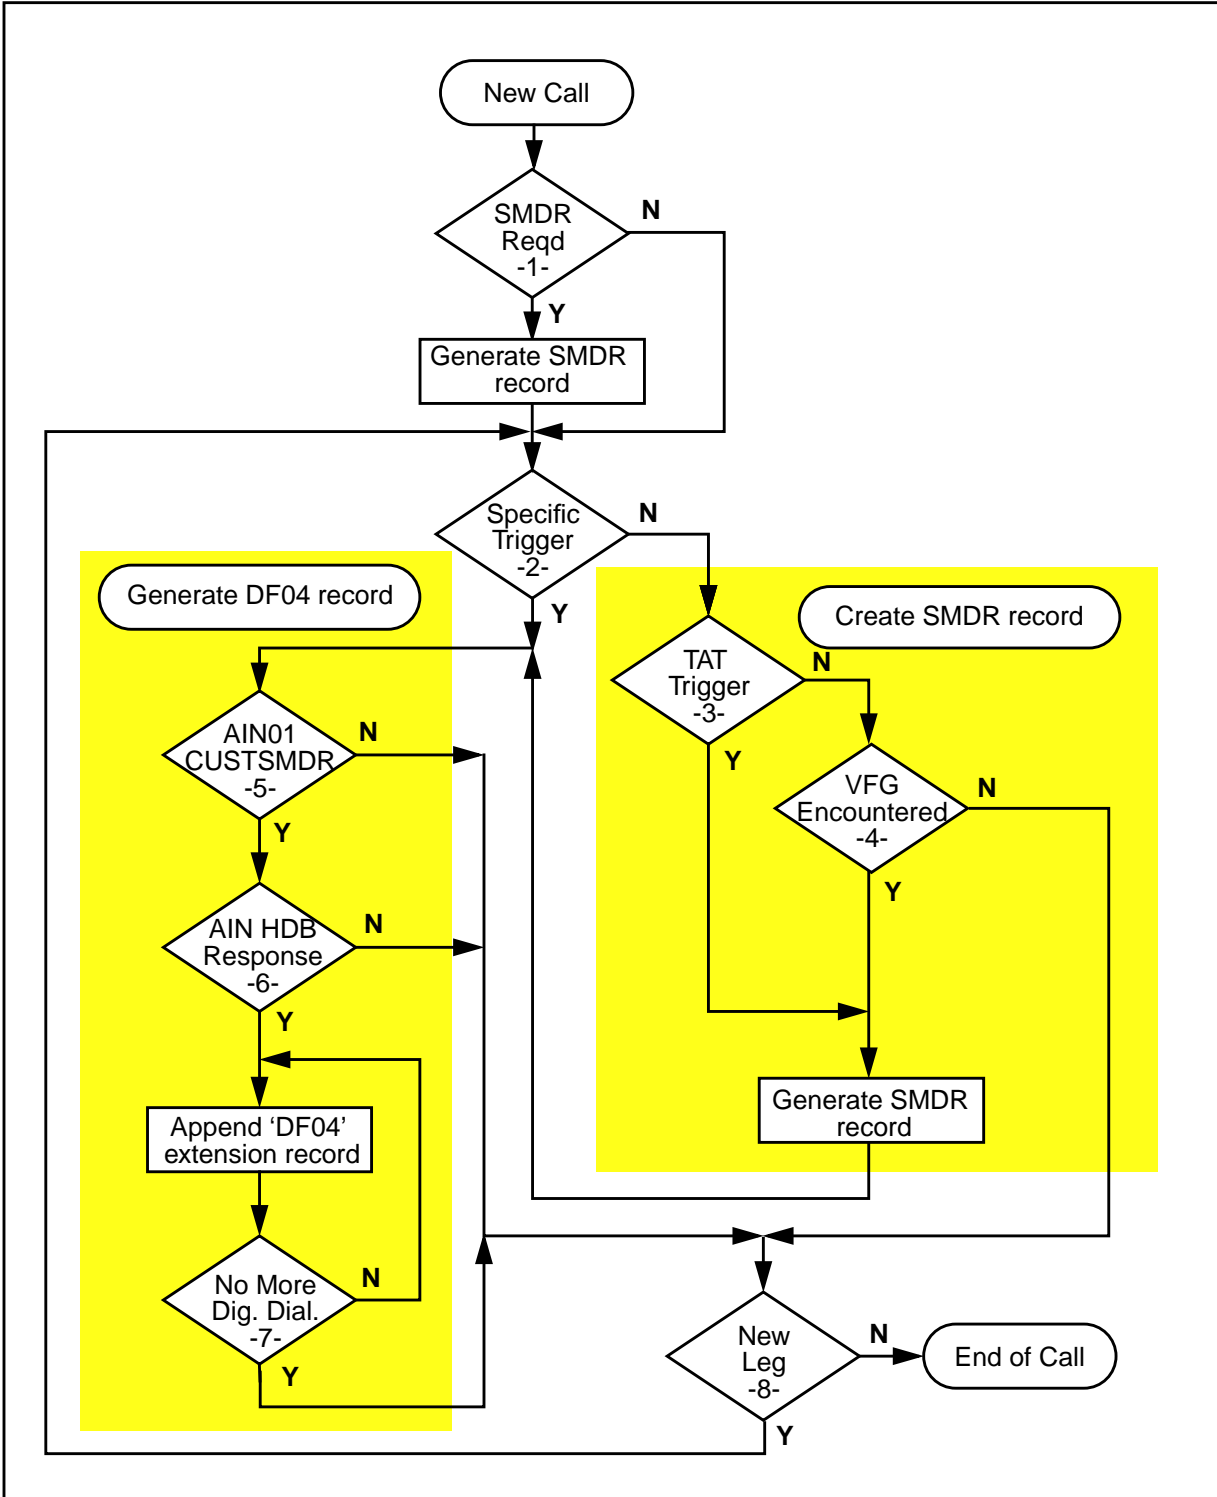 New Call
SMDR
Reqd
-1-
N
Y
Generate SMDR
record
Specific
Trigger
-2-
N
Y
Generate DF04 record
Create SMDR record
TAT
Trigger
-3-
N
Y
AIN01
CUSTSMDR
-5-
N
Y
VFG
Encountered
-4-
N
Y
AIN HDB
Response
-6-
N
Y
Append ‘DF04’
extension record
Generate SMDR
record
No More
Dig. Dial.
-7-
N
Y
New
Leg
-8-
N
Y
End of Call